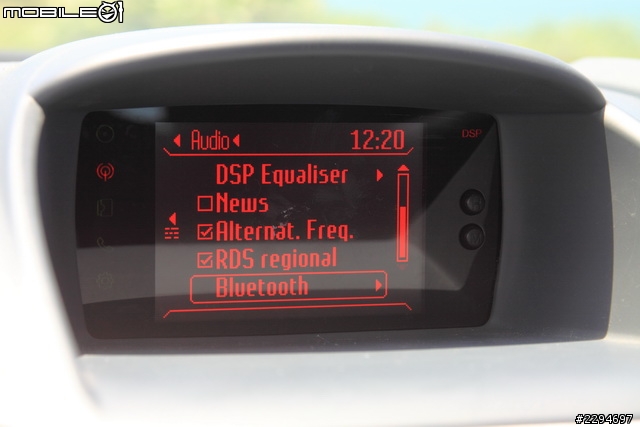 MOBILE01
Audio 12:20
DSP
DSP Equaliser
News
Alternat. Freq.
RDS regional
Bluetooth
#2294697